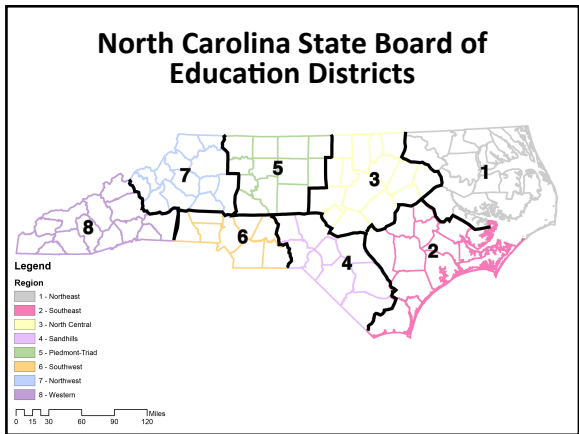 North Carolina State Board of
Education Districts
1
5
7
3
8
6
2
4
Legend
Region
1 - Northeast
2 - Southeast
3 - North Central
4 - Sandhills
5 - Piedmont-Triad
6 - Southwest
7 - Northwest
8 - Western
Miles
0 15 30 60 90 120